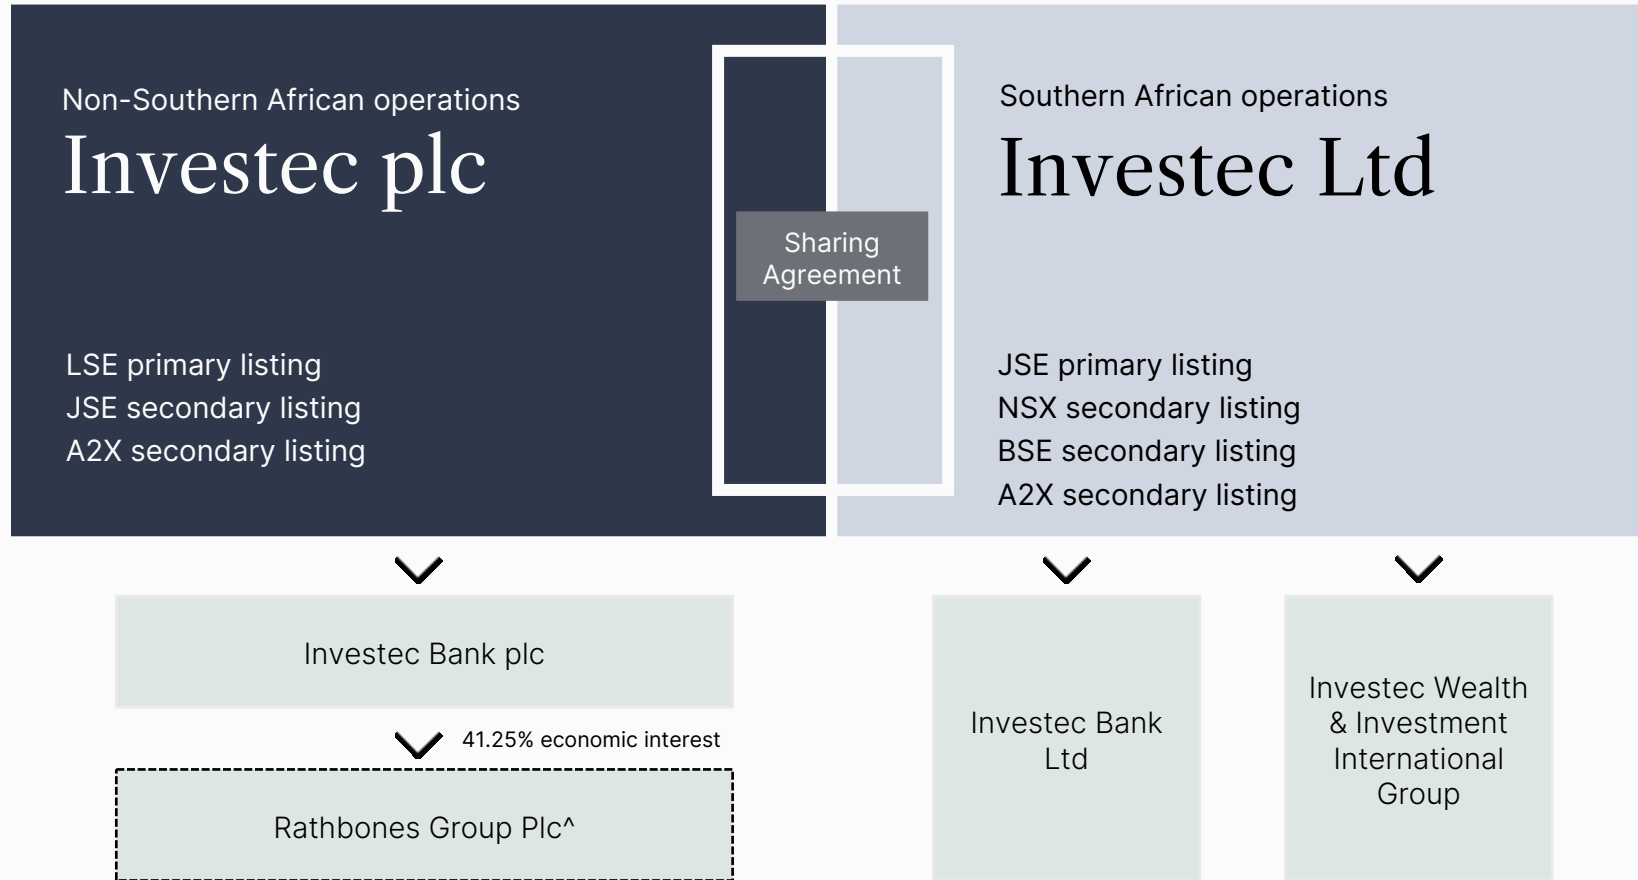 Non-Southern African operations
Investec plc
LSE primary listing
JSE secondary listing
A2X secondary listing
Sharing
Agreement
Southern African operations
Investec Ltd
JSE primary listing
NSX secondary listing
BSE secondary listing
A2X secondary listing
Investec Bank plc
41.25% economic interest
Rathbones Group Plc^
Investec Bank
Ltd
Investec Wealth
& Investment
International
Group